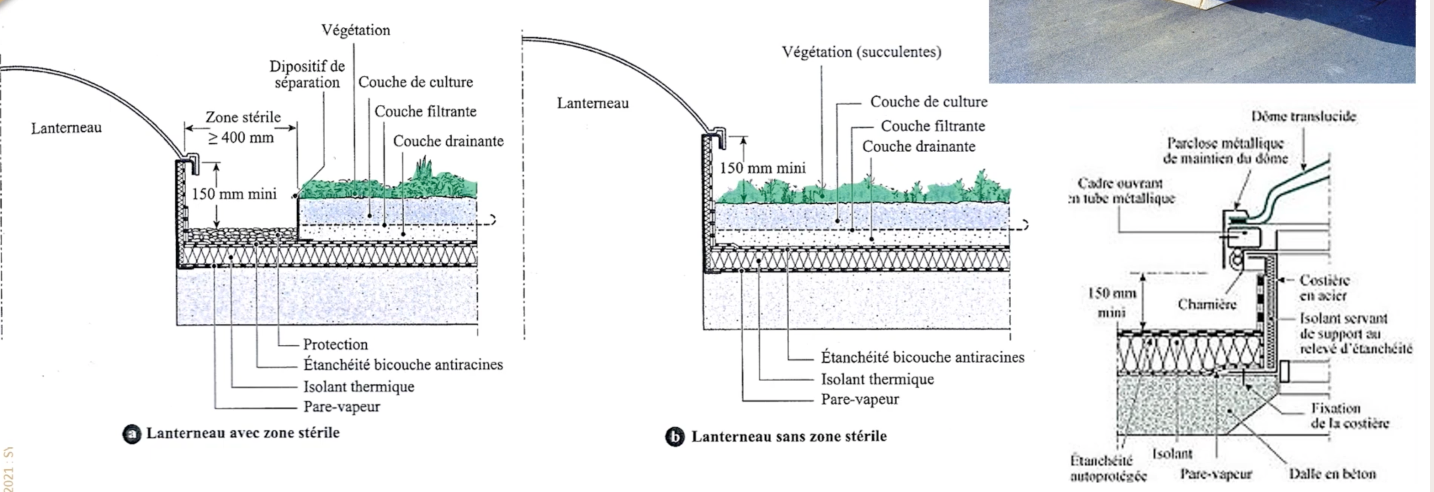 Végétation
Dipositif de
séparation
Couche de culture
Couche filtrante
Couche drainante
Zone stérile
≥ 400 mm
Lanterneau
150 mm mini
Protection
Étanchéité bicouche antiracines
Isolant thermique
Pare-vapeur
a Lanterneau avec zone stérile
Végétation (succulentes)
Lanterneau
Couche de culture
Couche filtrante
Couche drainante
150 mm mini
Étanchéité bicouche antiracines
Isolant thermique
Pare-vapeur
b Lanterneau sans zone stérile
Dôme translucide
Parclose métallique
de maintien du dôme
Cadre ouvrant
en tube métallique
150 mm
mini
Charnière
Costière
en acier
Isolant servant
de support au
relevé d'étanchéité
Fixation
de la costière
Étanchéité
autoprotégée
Isolant
Pare-vapeur
Dalle en béton
2021 : S